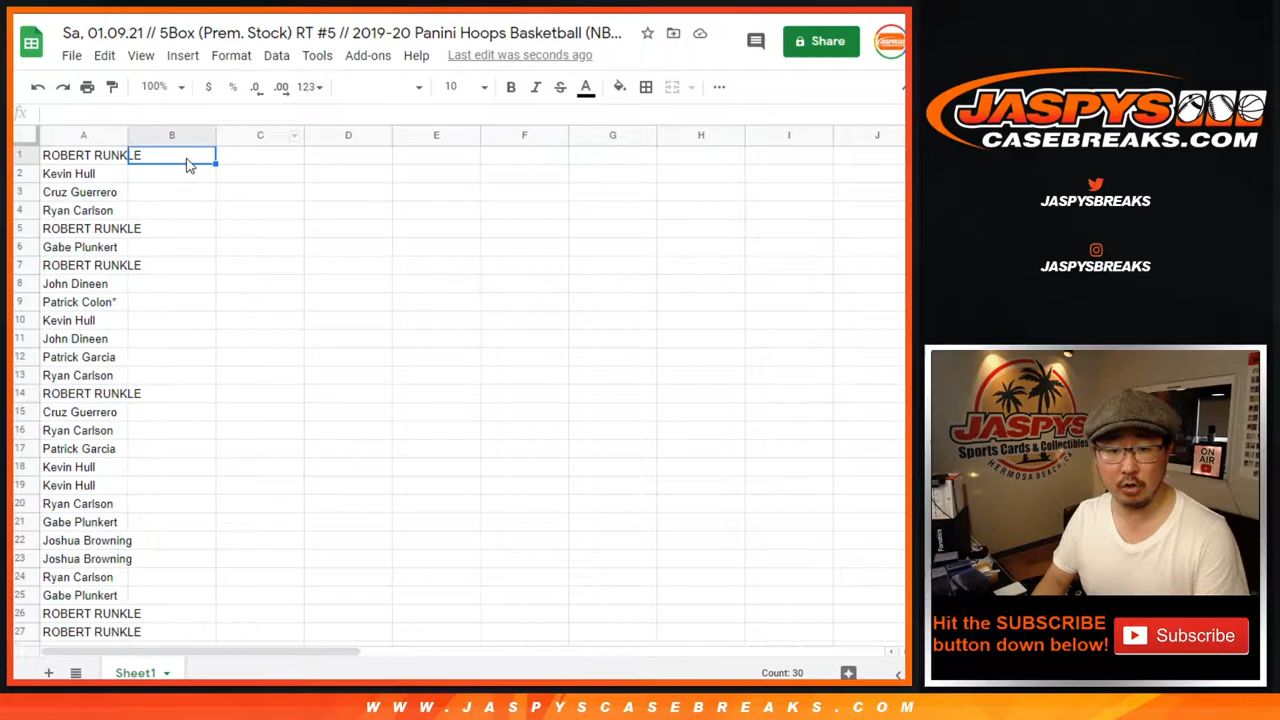 Sa, 01.09.21 // 5Box (Prem. Stock) RT #5 // 2019-20 Panini Hoops Basketball (NB...
Share
File Edit View Insert Format Data Tools Add-ons Help Last edit was seconds ago
100% $ % .0 .00 123 10 B I S A
fx
A B C D E F G H I J
1 ROBERT RUNKLE
2 Kevin Hull
3 Cruz Guerrero
4 Ryan Carlson
5 ROBERT RUNKLE
6 Gabe Plunkert
7 ROBERT RUNKLE
8 John Dineen
9 Patrick Colon*
10 Kevin Hull
11 John Dineen
12 Patrick Garcia
13 Ryan Carlson
14 ROBERT RUNKLE
15 Cruz Guerrero
16 Ryan Carlson
17 Patrick Garcia
18 Kevin Hull
19 Kevin Hull
20 Ryan Carlson
21 Gabe Plunkert
22 Joshua Browning
23 Joshua Browning
24 Ryan Carlson
25 Gabe Plunkert
26 ROBERT RUNKLE
27 ROBERT RUNKLE
Sheet1
Count: 30
JASPYS
CASEBREAKS.COM
JASPYSBREAKS
JASPYSBREAKS
JASPYS
Sports Cards & Collectibles
HERMOSA BEACH, CA
ON
AIR
Fanatics
Hit the SUBSCRIBE
button down below!
Subscribe
WWW.JASPYSCASEBREAKS.COM